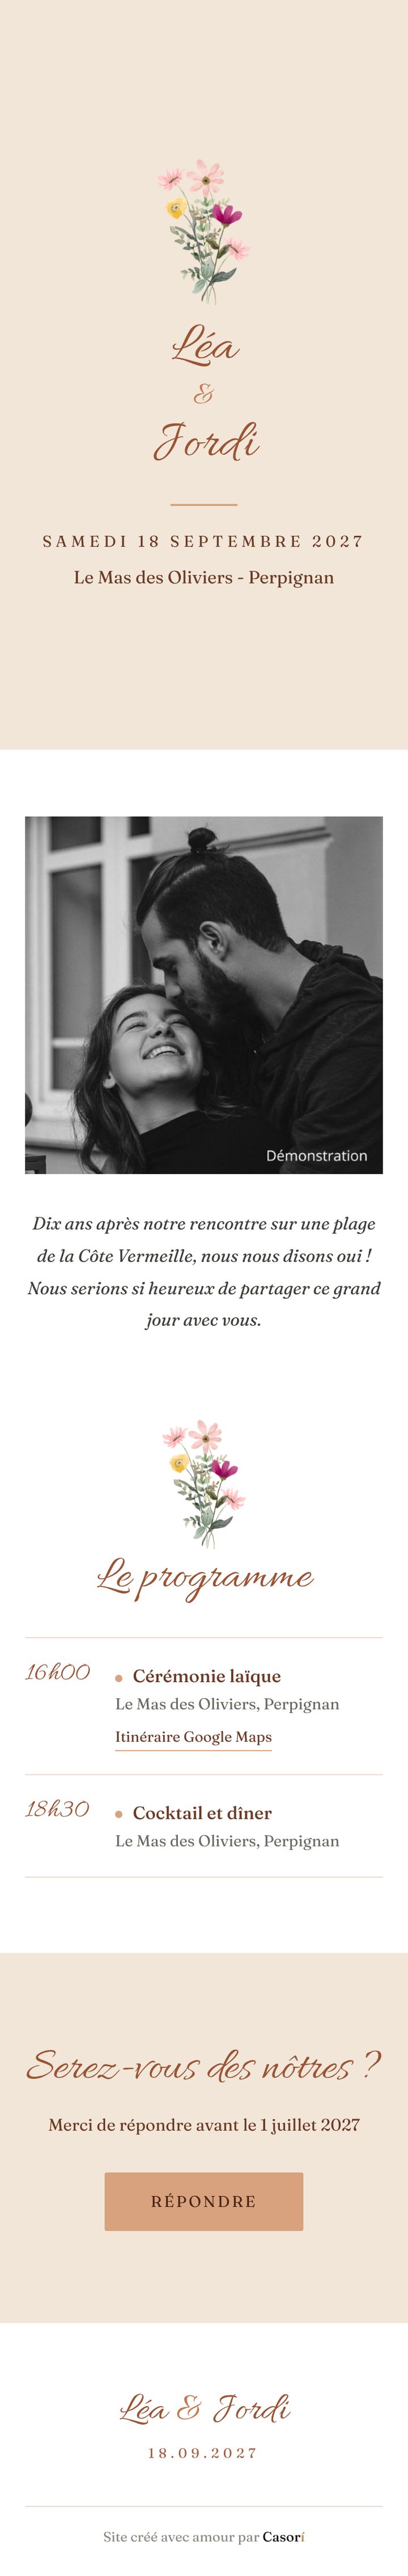 Léa
&
Jordi
SAMEDI 18 SEPTEMBRE 2027
Le Mas des Oliviers - Perpignan
Démonstration
Dix ans après notre rencontre sur une plage
de la Côte Vermeille, nous nous disons oui !
Nous serions si heureux de partager ce grand
jour avec vous.
Le programme
16h00
Cérémonie laïque
Le Mas des Oliviers, Perpignan
Itinéraire Google Maps
18h30
Cocktail et dîner
Le Mas des Oliviers, Perpignan
Serez-vous des nôtres ?
Merci de répondre avant le 1 juillet 2027
RÉPONDRE
Léa & Jordi
18.09.2027
Site créé avec amour par Casorí